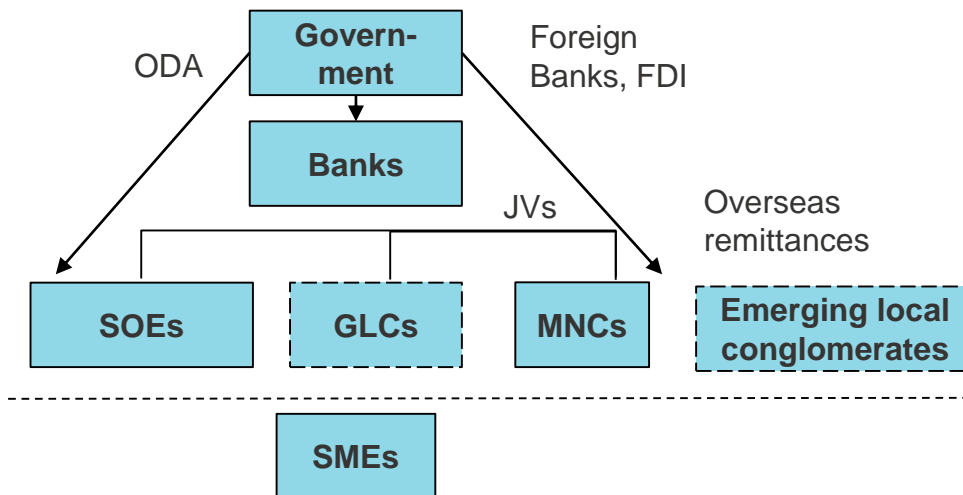 Govern-
ment
ODA
Foreign
Banks, FDI
Banks
JVs
Overseas
remittances
SOEs
GLCs
MNCs
Emerging local
conglomerates
SMEs